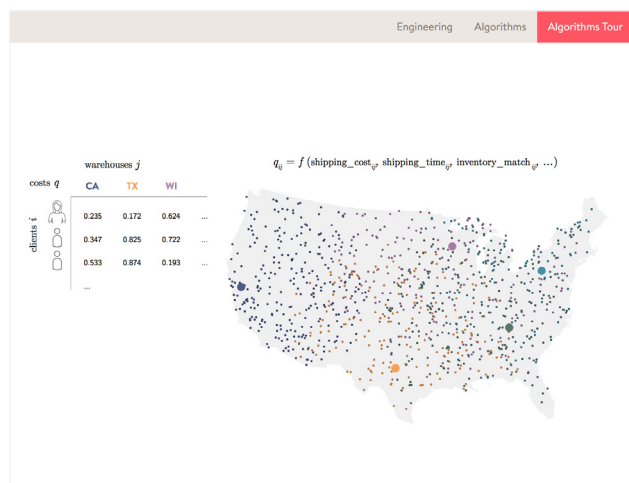 Engineering Algorithms Algorithms Tour
warehouses j
q_ij = f (shipping_cost_ij, shipping_time_ij, inventory_match_ij, ...)
costs q CA TX WI
clients i
0.235 0.172 0.624 ...
0.347 0.825 0.722 ...
0.533 0.874 0.193 ...
...